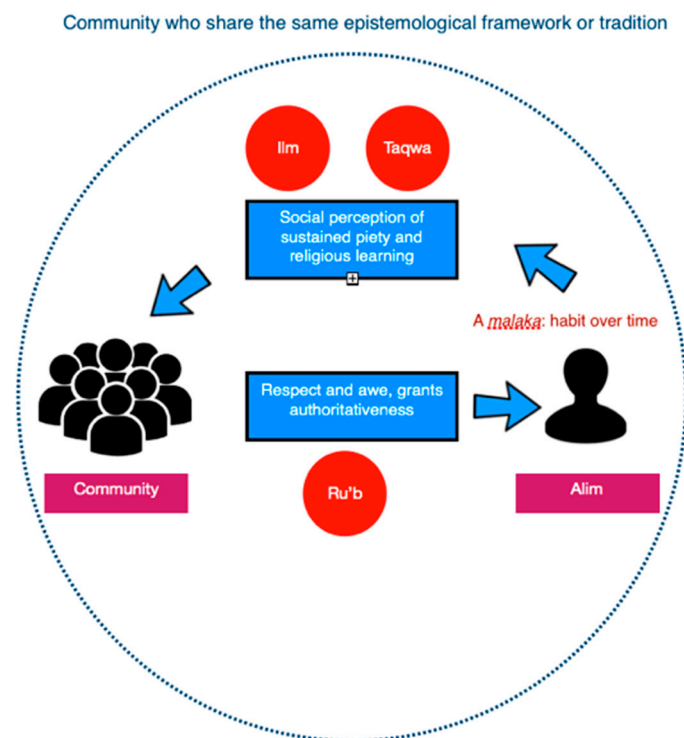 Community who share the same epistemological framework or tradition
Ilm
Taqwa
Social perception of
sustained piety and
religious learning
A malaka: habit over time
Respect and awe, grants
authoritativeness
Community
Ru'b
Alim